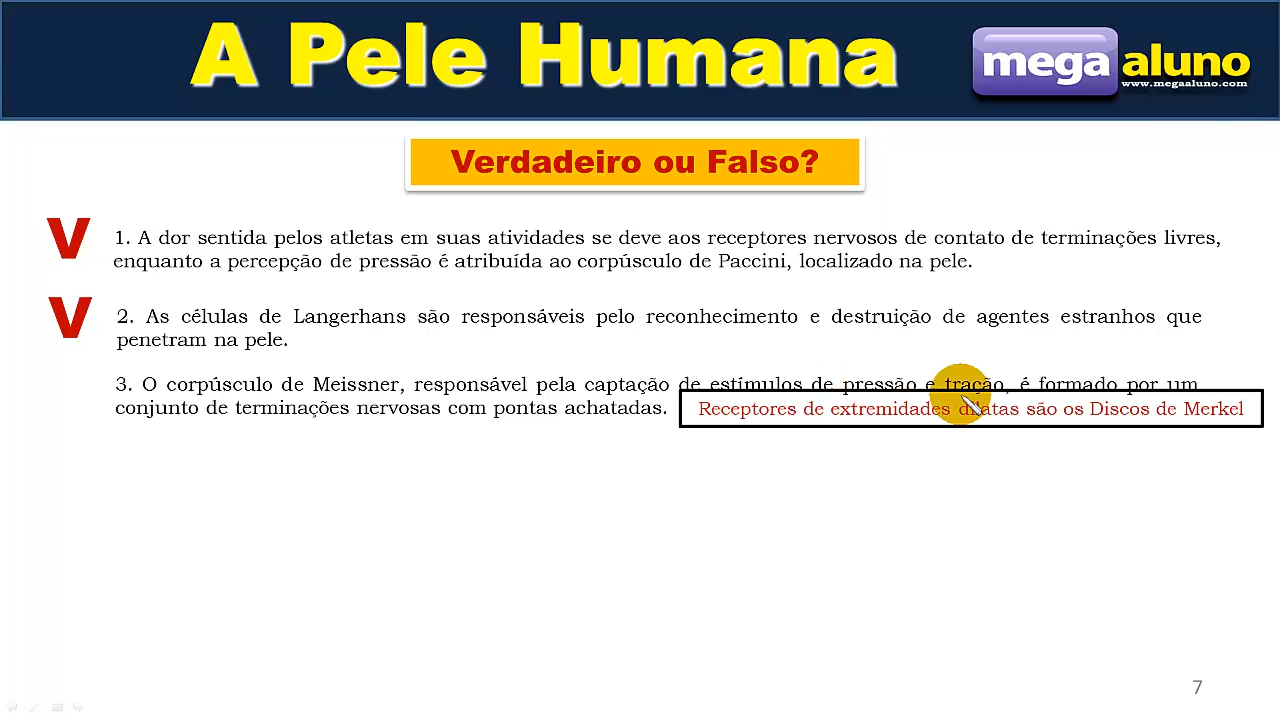 A Pele Humana
mega aluno
www.megaaluno.com
Verdadeiro ou Falso?
V
1. A dor sentida pelos atletas em suas atividades se deve aos receptores nervosos de contato de terminações livres,
enquanto a percepção de pressão é atribuída ao corpúsculo de Paccini, localizado na pele.
V
2. As células de Langerhans são responsáveis pelo reconhecimento e destruição de agentes estranhos que
penetram na pele.
3. O corpúsculo de Meissner, responsável pela captação de estímulos de pressão e tração, é formado por um
conjunto de terminações nervosas com pontas achatadas.
Receptores de extremidades dilatas são os Discos de Merkel
7